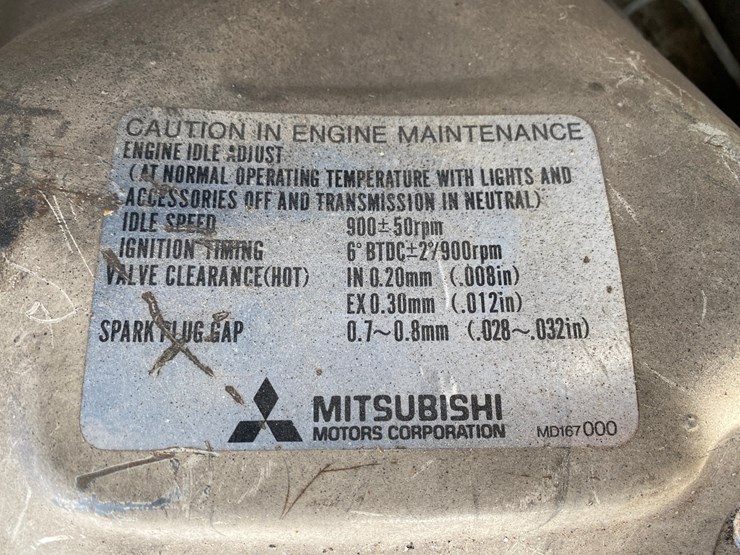 CAUTION IN ENGINE MAINTENANCE
ENGINE IDLE ADJUST
(AT NORMAL OPERATING TEMPERATURE WITH LIGHTS AND
ACCESSORIES OFF AND TRANSMISSION IN NEUTRAL)
IDLE SPEED 900±50rpm
IGNITION TIMING 6°BTDC±2°/900rpm
VALVE CLEARANCE(HOT) IN 0.20mm (.008in)
EX 0.30mm (.012in)
SPARK PLUG GAP 0.7~0.8mm (.028~.032in)
MITSUBISHI
MOTORS CORPORATION MD167000